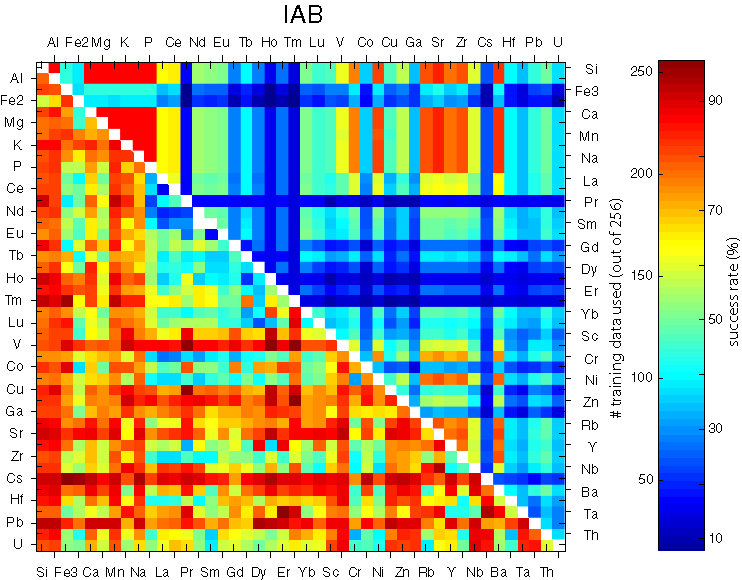 IAB
Al Fe2 Mg K P Ce Nd Eu Tb Ho Tm Lu V Co Cu Ga Sr Zr Cs Hf Pb U
Al
Fe2
Mg
K
P
Ce
Nd
Eu
Tb
Ho
Tm
Lu
V
Co
Cu
Ga
Sr
Zr
Cs
Hf
Pb
U
Si
Fe3
Ca
Mn
Na
La
Pr
Sm
Gd
Dy
Er
Yb
Sc
Cr
Ni
Zn
Rb
Y
Nb
Ba
Ta
Th
Si Fe3 Ca Mn Na La Pr Sm Gd Dy Er Yb Sc Cr Ni Zn Rb Y Nb Ba Ta Th
# training data used (out of 256)
250
200
150
100
50
90
70
50
30
10
success rate (%)